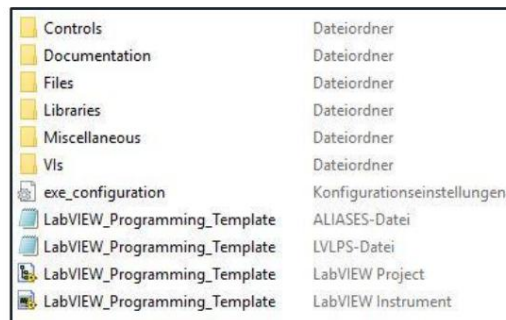 Controls Dateiordner
Documentation Dateiordner
Files Dateiordner
Libraries Dateiordner
Miscellaneous Dateiordner
VIs Dateiordner
exe_configuration Konfigurationseinstellungen
LabVIEW_Programming_Template ALIASES-Datei
LabVIEW_Programming_Template LVLPS-Datei
LabVIEW_Programming_Template LabVIEW Project
LabVIEW_Programming_Template LabVIEW Instrument